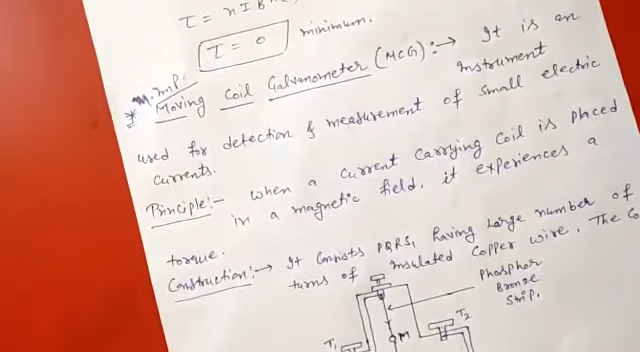 τ = n I B
τ = 0 minimum.
M.Imp.
* Moving Coil Galvanometer (MCG):→ It is an
instrument
used for detection & measurement of small electric
currents.
Principle:- When a current carrying coil is placed
in a magnetic field, it experiences a
torque.
Construction:→ It consists PQRS, having large number of
turns of insulated copper wire. The Co
Phosphor
Bronze
Strip.
T₁
M
T₂